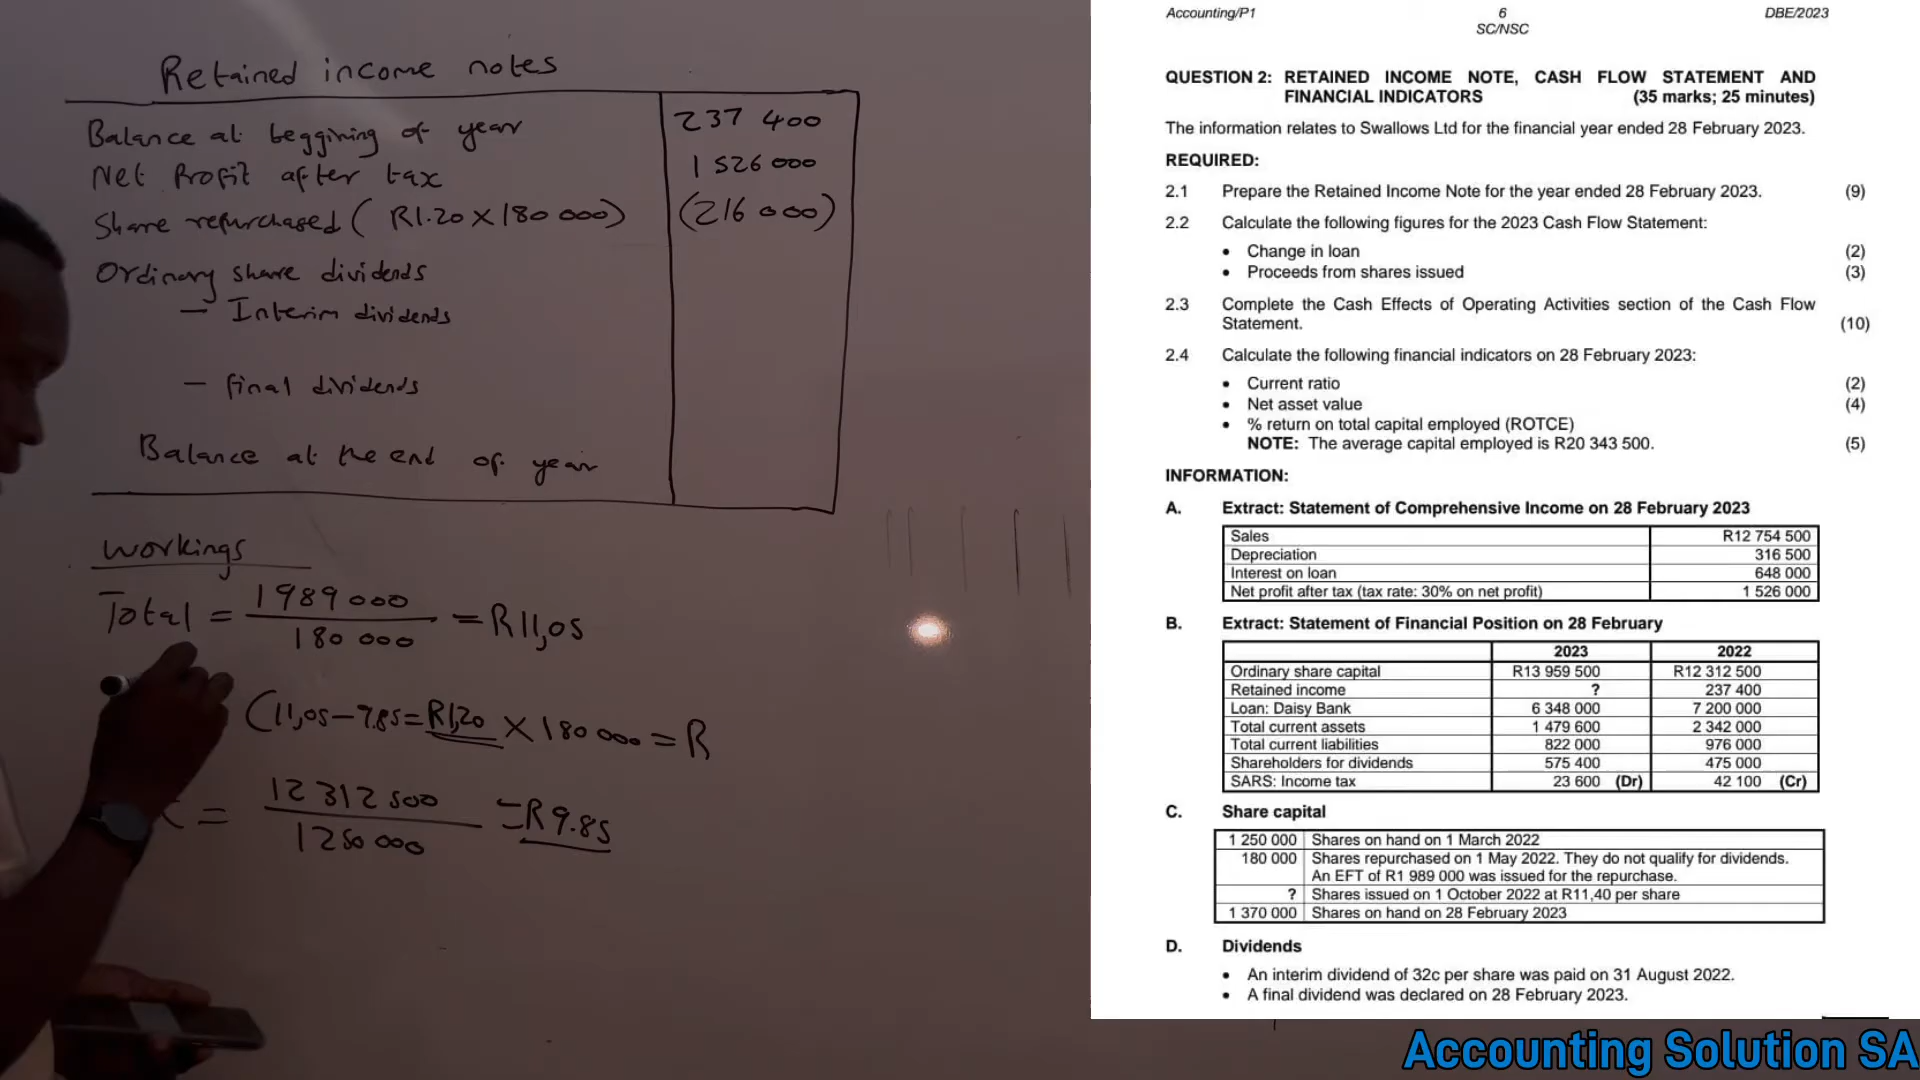 Retained income notes
Balance at beggining of year 237 400
Net Profit after tax 1 526 000
Share repurchased ( R1.20 X 180 000) (216 000)
Ordinary share dividends
- Interim dividends
- final dividends
Balance at the end of year
Workings
Total = 1989 000 / 180 000 = R11,05
(11,05-9.85=R1,20 X 180 000 = R
= 12 312 500 / 1250 000 = R9.85
Accounting/P1 6 DBE/2023
SC/NSC
QUESTION 2: RETAINED INCOME NOTE, CASH FLOW STATEMENT AND
FINANCIAL INDICATORS (35 marks; 25 minutes)
The information relates to Swallows Ltd for the financial year ended 28 February 2023.
REQUIRED:
2.1 Prepare the Retained Income Note for the year ended 28 February 2023. (9)
2.2 Calculate the following figures for the 2023 Cash Flow Statement:
• Change in loan (2)
• Proceeds from shares issued (3)
2.3 Complete the Cash Effects of Operating Activities section of the Cash Flow
Statement. (10)
2.4 Calculate the following financial indicators on 28 February 2023:
• Current ratio (2)
• Net asset value (4)
• % return on total capital employed (ROTCE)
NOTE: The average capital employed is R20 343 500. (5)
INFORMATION:
A. Extract: Statement of Comprehensive Income on 28 February 2023
Sales R12 754 500
Depreciation 316 500
Interest on loan 648 000
Net profit after tax (tax rate: 30% on net profit) 1 526 000
B. Extract: Statement of Financial Position on 28 February
2023 2022
Ordinary share capital R13 959 500 R12 312 500
Retained income ? 237 400
Loan: Daisy Bank 6 348 000 7 200 000
Total current assets 1 479 600 2 342 000
Total current liabilities 822 000 976 000
Shareholders for dividends 575 400 475 000
SARS: Income tax 23 600 (Dr) 42 100 (Cr)
C. Share capital
1 250 000 Shares on hand on 1 March 2022
180 000 Shares repurchased on 1 May 2022. They do not qualify for dividends.
An EFT of R1 989 000 was issued for the repurchase.
? Shares issued on 1 October 2022 at R11,40 per share
1 370 000 Shares on hand on 28 February 2023
D. Dividends
• An interim dividend of 32c per share was paid on 31 August 2022.
• A final dividend was declared on 28 February 2023.
Accounting Solution SA